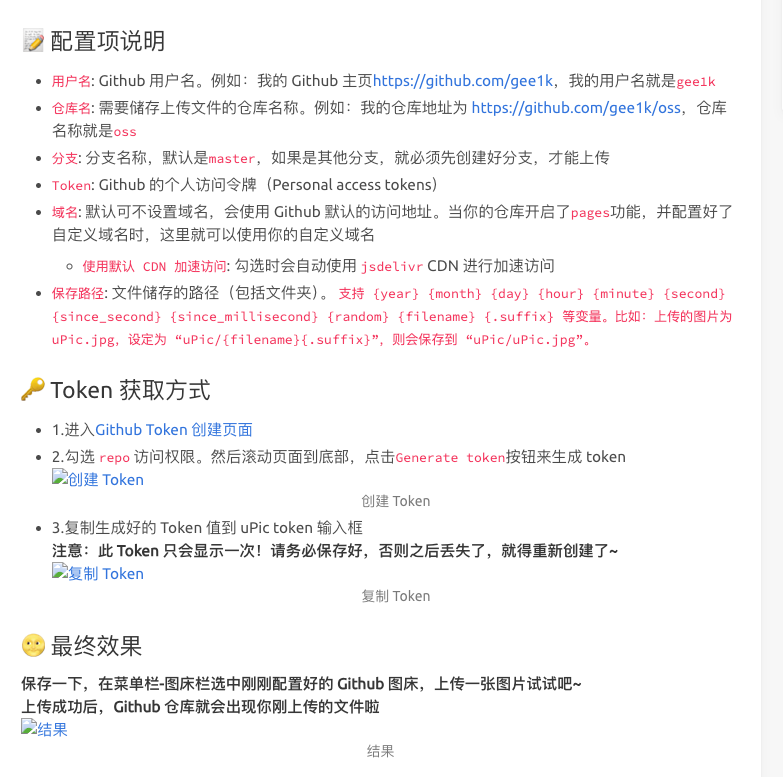 📝 配置项说明
用户名: Github 用户名。例如：我的 Github 主页https://github.com/gee1k，我的用户名就是gee1k
仓库名: 需要储存上传文件的仓库名称。例如：我的仓库地址为 https://github.com/gee1k/oss，仓库
名称就是oss
分支: 分支名称，默认是master，如果是其他分支，就必须先创建好分支，才能上传
Token: Github 的个人访问令牌（Personal access tokens）
域名: 默认可不设置域名，会使用 Github 默认的访问地址。当你的仓库开启了pages功能，并配置好了
自定义域名时，这里就可以使用你的自定义域名
使用默认 CDN 加速访问: 勾选时会自动使用 jsdelivr CDN 进行加速访问
保存路径: 文件储存的路径（包括文件夹）。 支持 {year} {month} {day} {hour} {minute} {second}
{since_second} {since_millisecond} {random} {filename} {.suffix} 等变量。比如：上传的图片为
uPic.jpg，设定为 “uPic/{filename}{.suffix}”，则会保存到 “uPic/uPic.jpg”。
🔑 Token 获取方式
1.进入Github Token 创建页面
2.勾选 repo 访问权限。然后滚动页面到底部，点击Generate token按钮来生成 token
创建 Token
创建 Token
3.复制生成好的 Token 值到 uPic token 输入框
注意：此 Token 只会显示一次！请务必保存好，否则之后丢失了，就得重新创建了~
复制 Token
复制 Token
🌝 最终效果
保存一下，在菜单栏-图床栏选中刚刚配置好的 Github 图床，上传一张图片试试吧~
上传成功后，Github 仓库就会出现你刚上传的文件啦
结果
结果